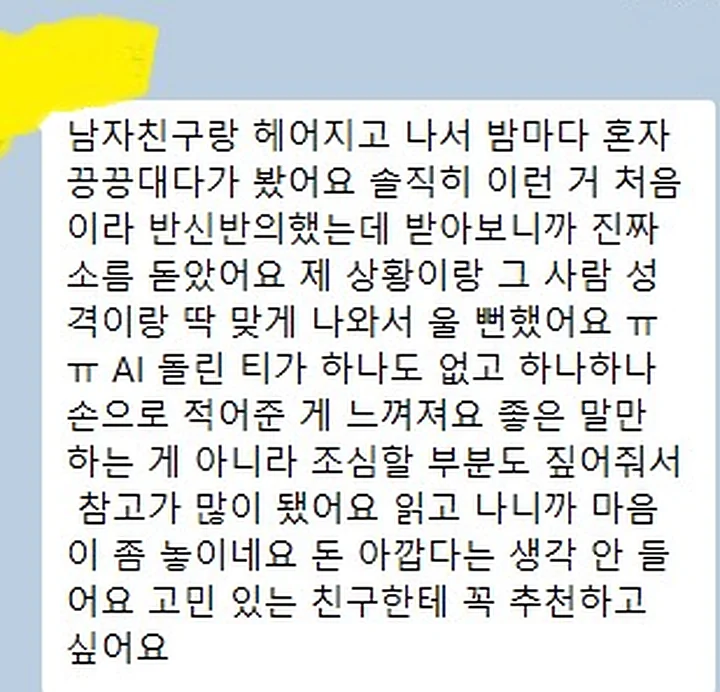 남자친구랑 헤어지고 나서 밤마다 혼자
끙끙대다가 봤어요 솔직히 이런 거 처음
이라 반신반의했는데 받아보니까 진짜
소름 돋았어요 제 상황이랑 그 사람 성
격이랑 딱 맞게 나와서 울 뻔했어요 ㅠ
ㅠ AI 돌린 티가 하나도 없고 하나하나
손으로 적어준 게 느껴져요 좋은 말만
하는 게 아니라 조심할 부분도 짚어줘서
참고가 많이 됐어요 읽고 나니까 마음
이 좀 놓이네요 돈 아깝다는 생각 안 들
어요 고민 있는 친구한테 꼭 추천하고
싶어요